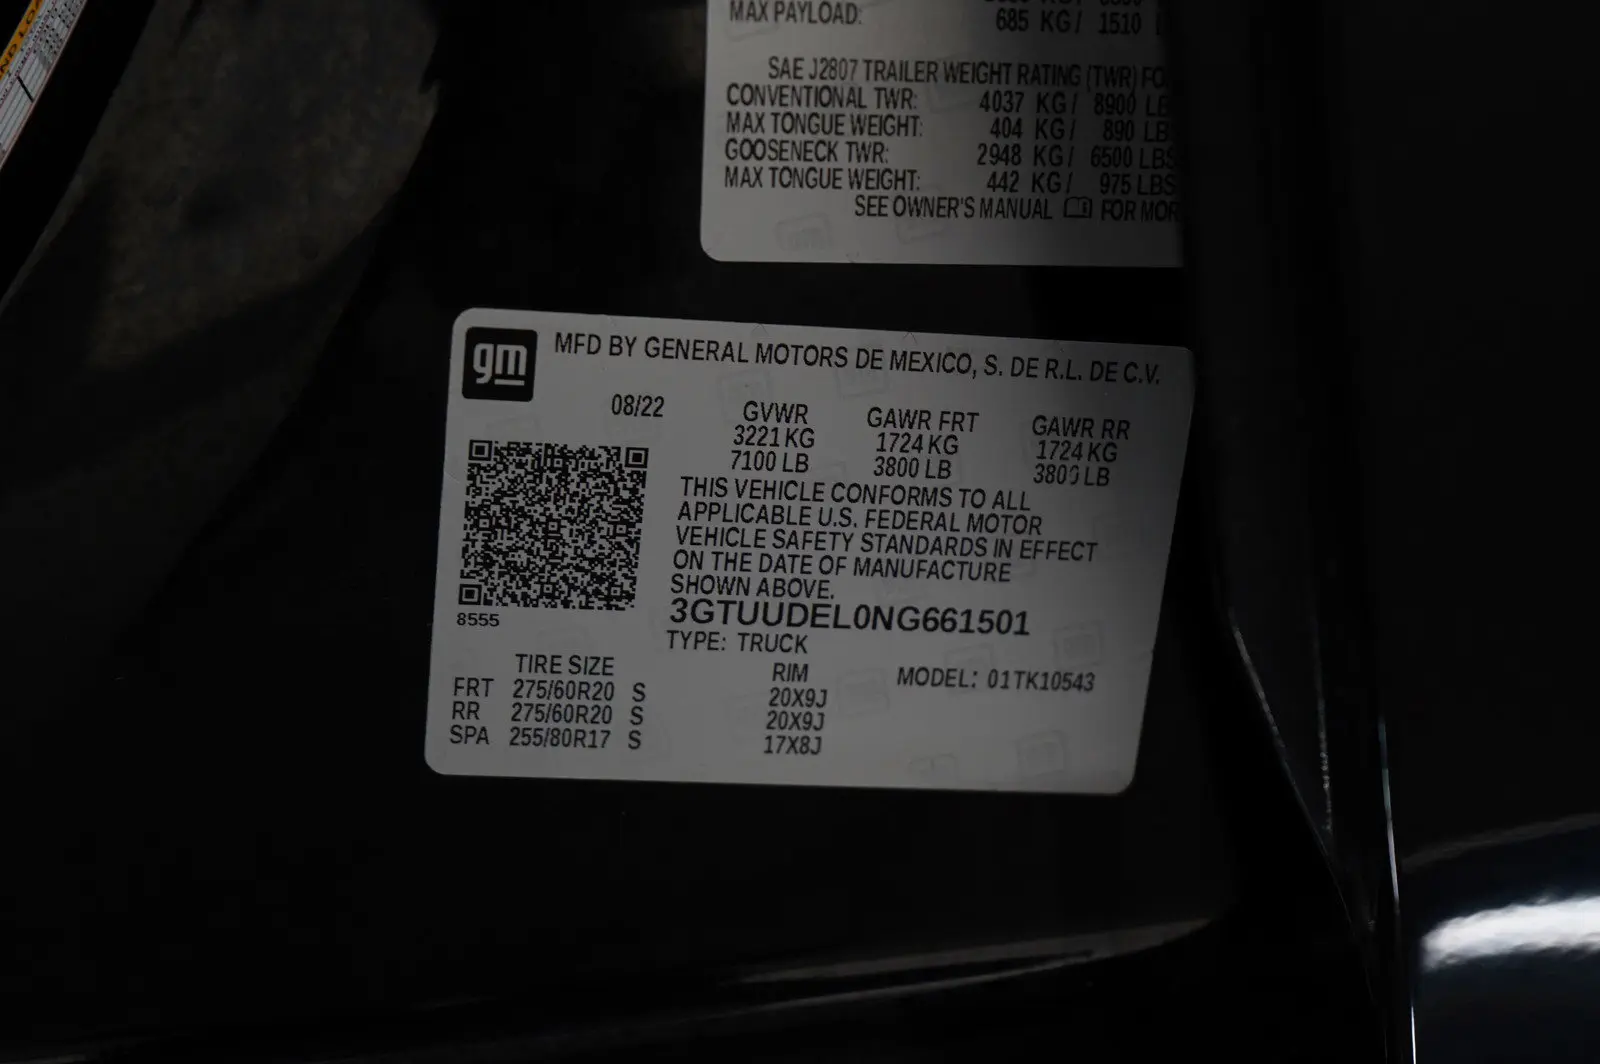 MAX PAYLOAD: 685 KG/ 1510
SAE J2807 TRAILER WEIGHT RATING (TWR)
CONVENTIONAL TWR: 4037 KG/ 8900 LB
MAX TONGUE WEIGHT: 404 KG/ 890 LB
GOOSENECK TWR: 2948 KG/ 6500 LBS
MAX TONGUE WEIGHT: 442 KG/ 975 LBS
SEE OWNER'S MANUAL FOR
gm MFD BY GENERAL MOTORS DE MEXICO, S. DE R.L. DE C.V.
08/22 GVWR GAWR FRT GAWR RR
3221 KG 1724 KG 1724 KG
7100 LB 3800 LB 3800 LB
THIS VEHICLE CONFORMS TO ALL
APPLICABLE U.S. FEDERAL MOTOR
VEHICLE SAFETY STANDARDS IN EFFECT
ON THE DATE OF MANUFACTURE
SHOWN ABOVE.
8555 3GTUUDEL0NG661501
TYPE: TRUCK
TIRE SIZE RIM MODEL: 01TK10543
FRT 275/60R20 S 20X9J
RR 275/60R20 S 20X9J
SPA 255/80R17 S 17X8J